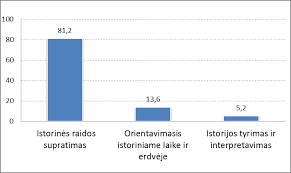 100
80
60
40
20
0
81,2
13,6
5,2
Istorinės raidos
supratimas
Orientavimasis
istoriniame laike ir
erdvėje
Istorijos tyrimas ir
interpretavimas